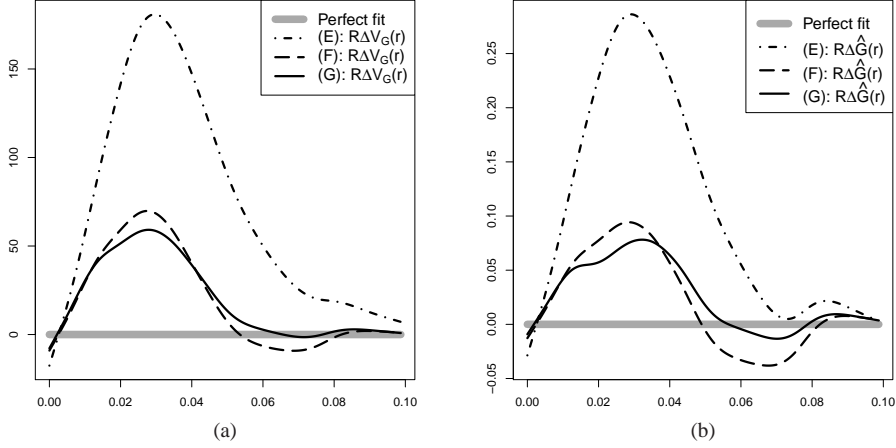 Perfect fit
(E): RΔV_G(r)
(F): RΔV_G(r)
(G): RΔV_G(r)
150
100
50
0
0.00 0.02 0.04 0.06 0.08 0.10
(a)
Perfect fit
(E): RΔĜ(r)
(F): RΔĜ(r)
(G): RΔĜ(r)
0.25
0.20
0.15
0.10
0.05
0.00
−0.05
0.00 0.02 0.04 0.06 0.08 0.10
(b)